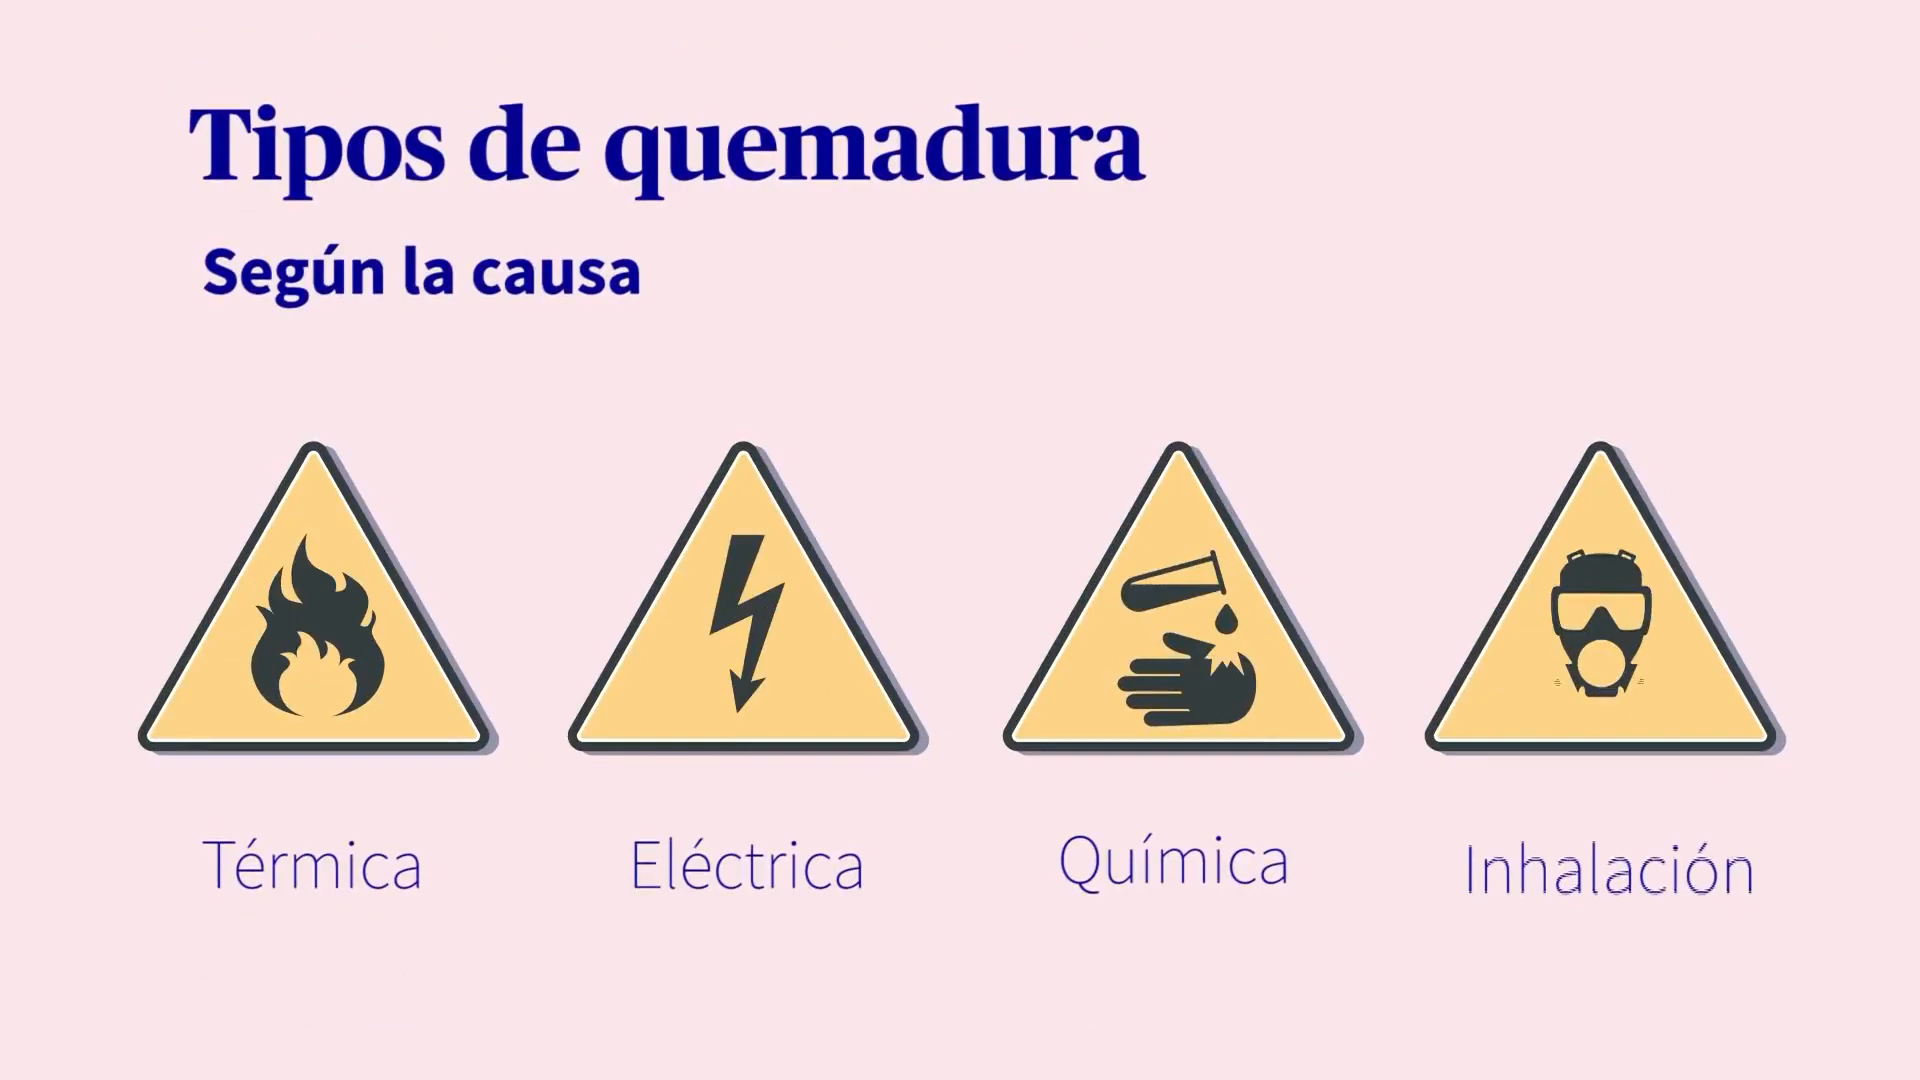 Tipos de quemadura
Según la causa
Térmica
Eléctrica
Química
Inhalación